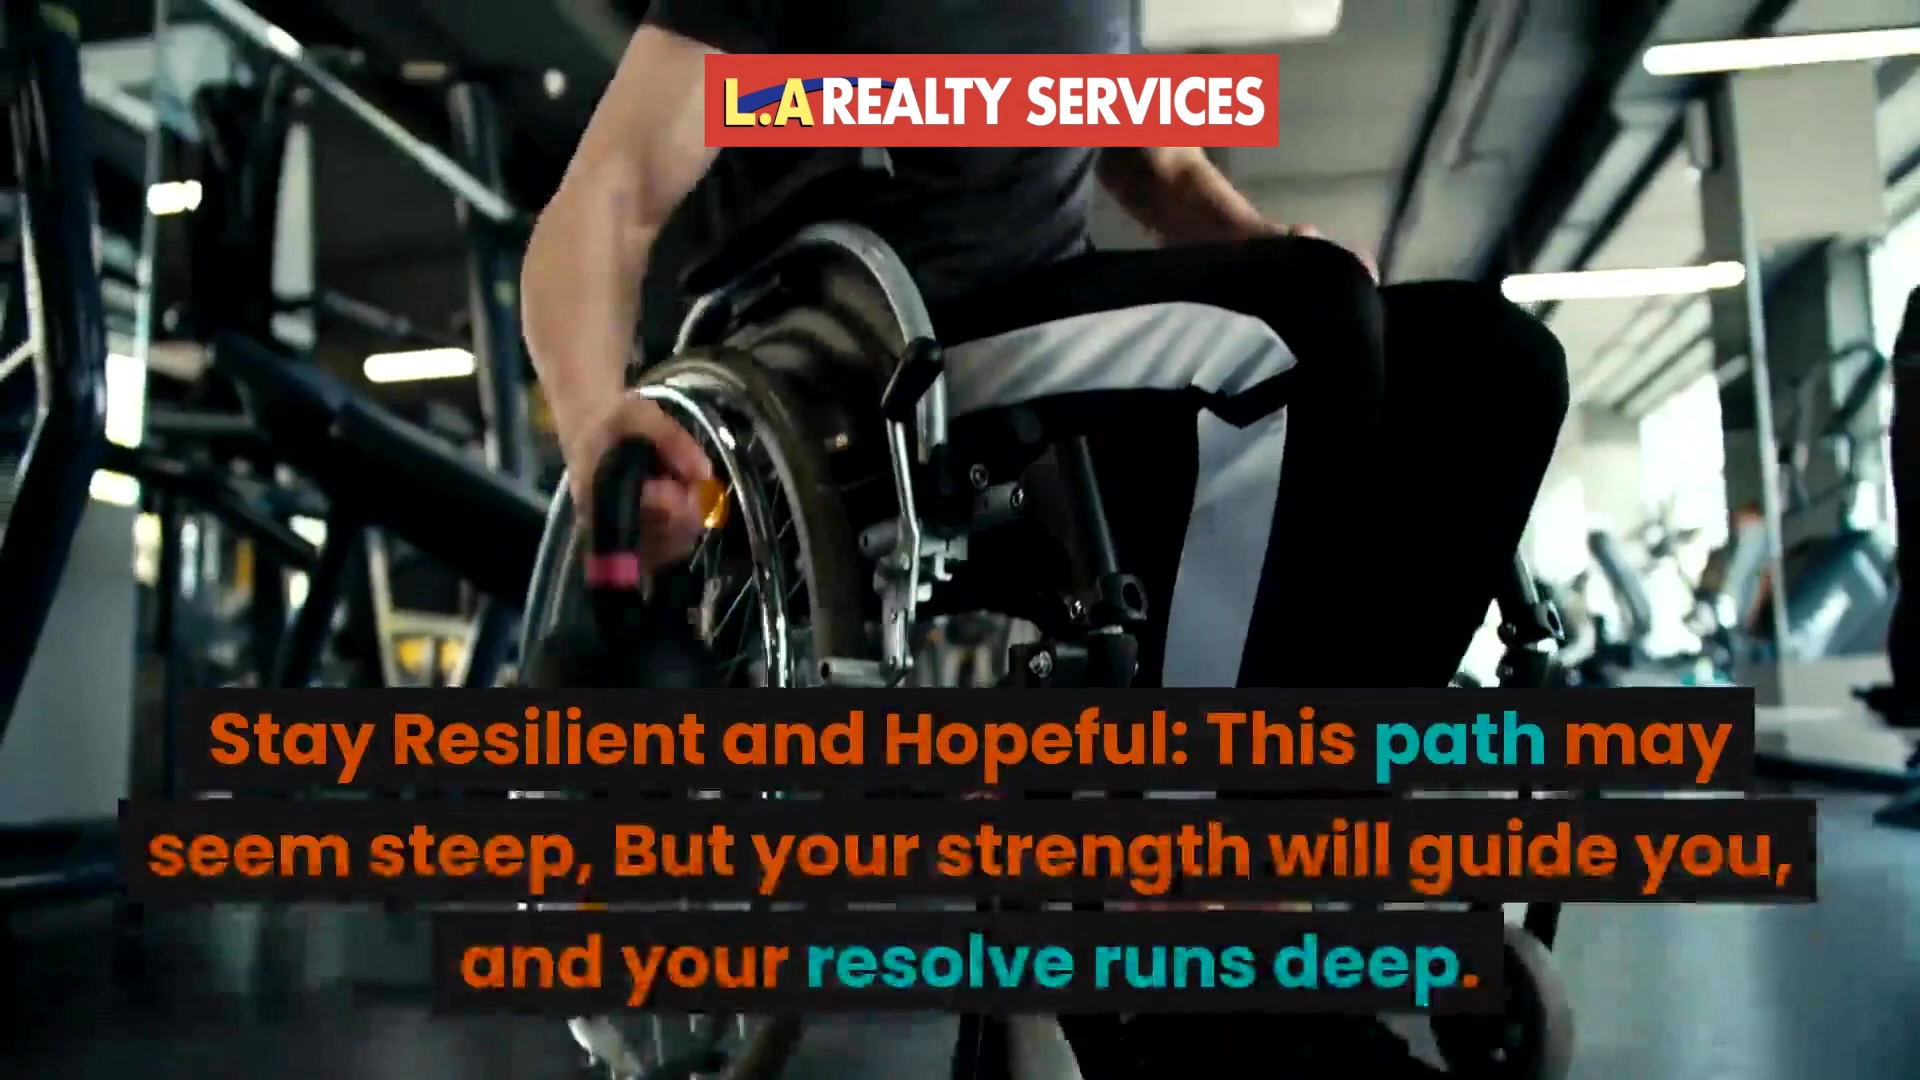 L.A REALTY SERVICES
Stay Resilient and Hopeful: This path may
seem steep, But your strength will guide you,
and your resolve runs deep.